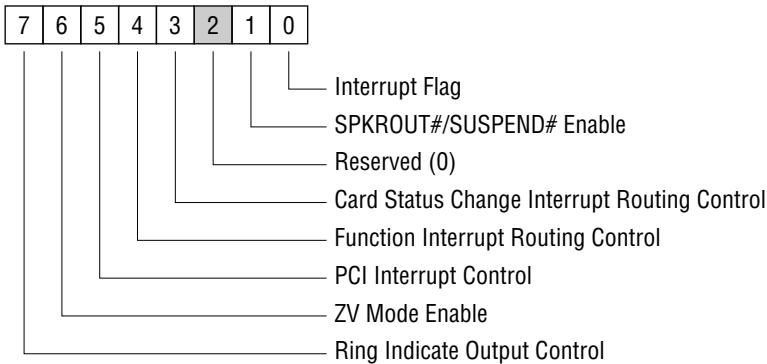 7 6 5 4 3 2 1 0
Interrupt Flag
SPKROUT#/SUSPEND# Enable
Reserved (0)
Card Status Change Interrupt Routing Control
Function Interrupt Routing Control
PCI Interrupt Control
ZV Mode Enable
Ring Indicate Output Control